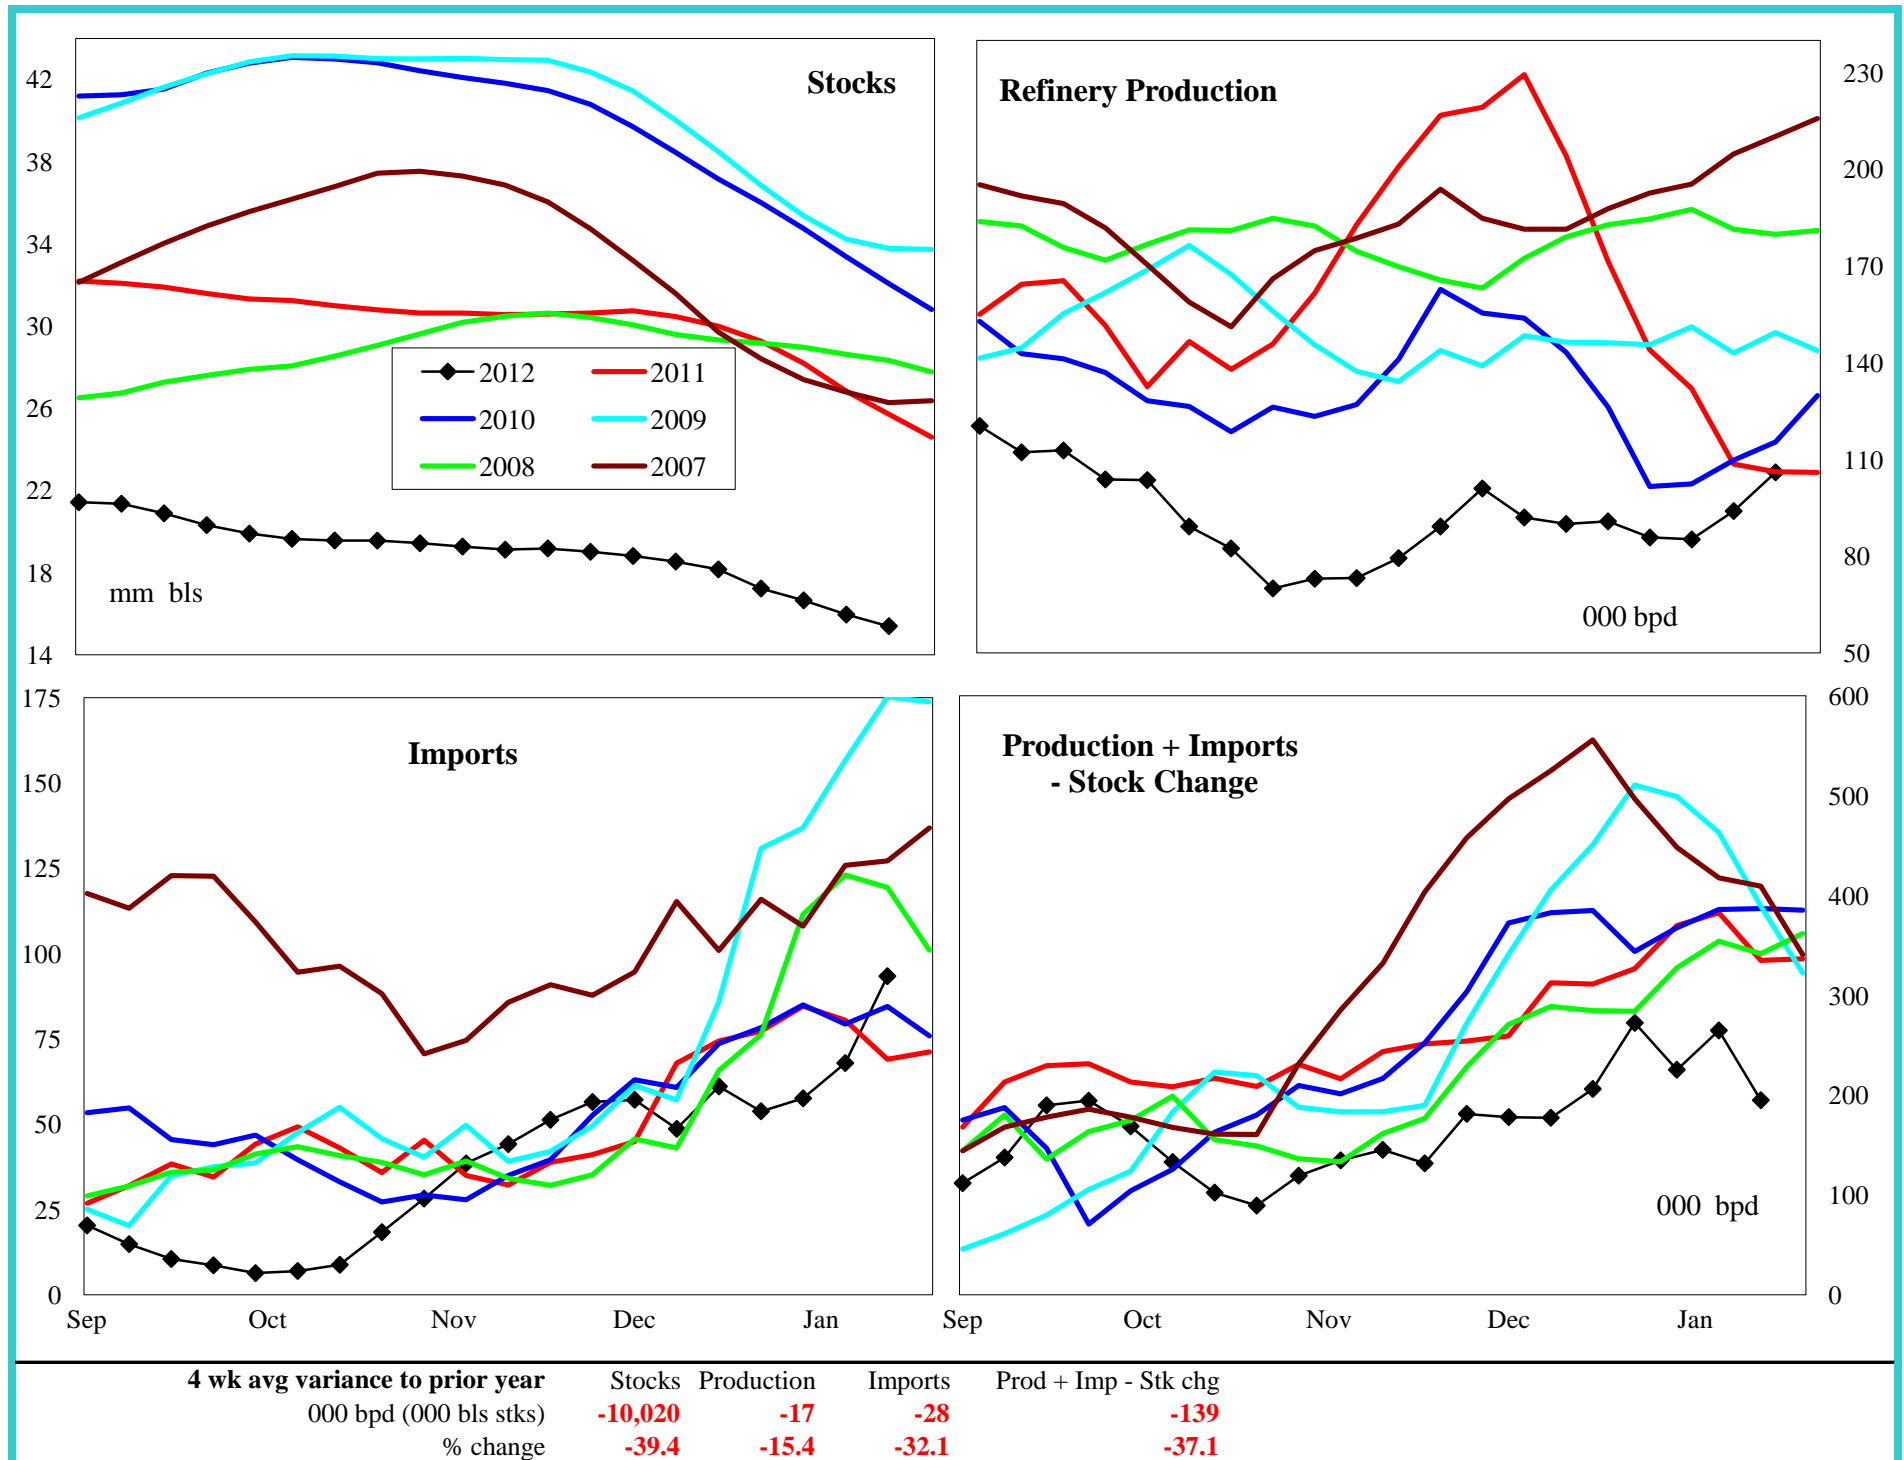 Stocks
42
38
34
30
26
22
18
14
mm bls
2012
2011
2010
2009
2008
2007
Refinery Production
230
200
170
140
110
80
50
000 bpd
Imports
175
150
125
100
75
50
25
0
Sep
Oct
Nov
Dec
Jan
Production + Imports
- Stock Change
600
500
400
300
200
100
0
000 bpd
Sep
Oct
Nov
Dec
Jan
4 wk avg variance to prior year Stocks Production Imports Prod + Imp - Stk chg
000 bpd (000 bls stks) -10,020 -17 -28 -139
% change -39.4 -15.4 -32.1 -37.1